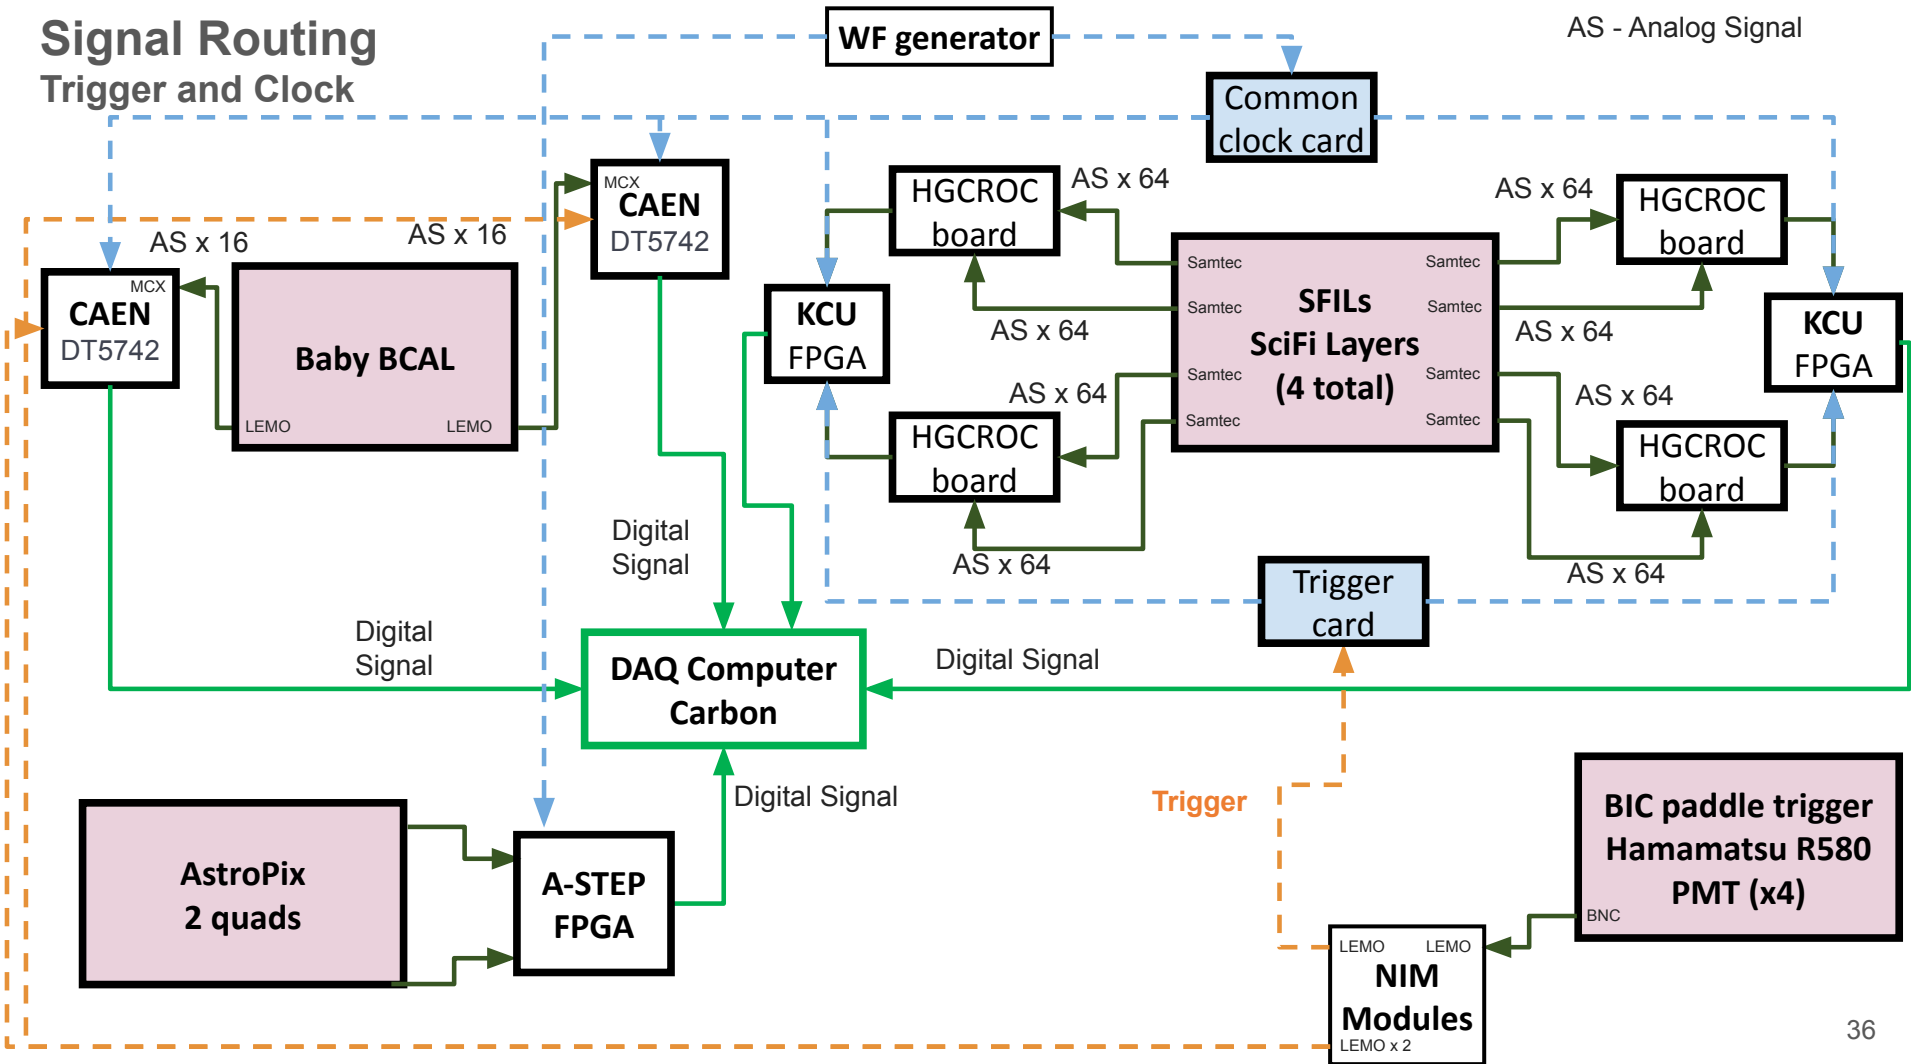 Signal Routing
Trigger and Clock
WF generator
AS - Analog Signal
Common
clock card
MCX
CAEN
DT5742
AS x 16
AS x 16
MCX
CAEN
DT5742
Baby BCAL
LEMO
LEMO
HGCROC
board
AS x 64
AS x 64
HGCROC
board
KCU
FPGA
AS x 64
Samtec
Samtec
Samtec
Samtec
SFILs
SciFi Layers
(4 total)
Samtec
Samtec
Samtec
Samtec
AS x 64
KCU
FPGA
AS x 64
HGCROC
board
AS x 64
AS x 64
HGCROC
board
AS x 64
Digital
Signal
Trigger
card
Digital
Signal
DAQ Computer
Carbon
Digital Signal
Digital Signal
AstroPix
2 quads
A-STEP
FPGA
Trigger
BIC paddle trigger
Hamamatsu R580
PMT (x4)
BNC
LEMO
LEMO
NIM
Modules
LEMO x 2
36